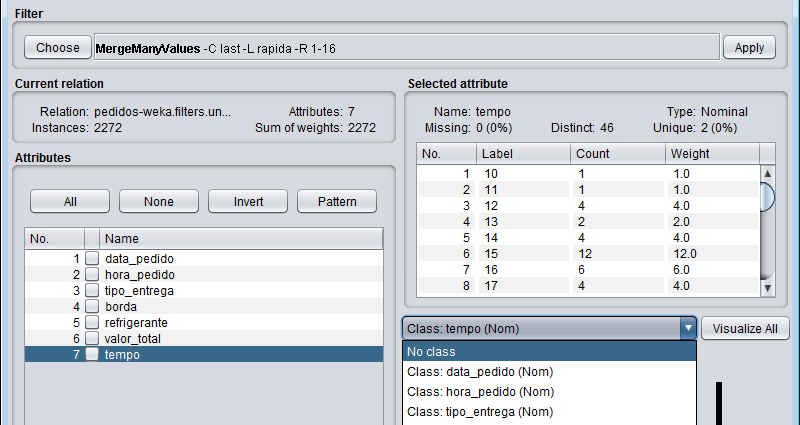 Filter
Choose MergeManyValues -C last -L rapida -R 1-16 Apply
Current relation
Relation: pedidos-weka.filters.un... Attributes: 7
Instances: 2272 Sum of weights: 2272
Attributes
All None Invert Pattern
No. Name
1 data_pedido
2 hora_pedido
3 tipo_entrega
4 borda
5 refrigerante
6 valor_total
7 tempo
Selected attribute
Name: tempo Type: Nominal
Missing: 0 (0%) Distinct: 46 Unique: 2 (0%)
No. Label Count Weight
1 10 1 1.0
2 11 1 1.0
3 12 4 4.0
4 13 2 2.0
5 14 4 4.0
6 15 12 12.0
7 16 6 6.0
8 17 4 4.0
Class: tempo (Nom) Visualize All
No class
Class: data_pedido (Nom)
Class: hora_pedido (Nom)
Class: tipo_entrega (Nom)